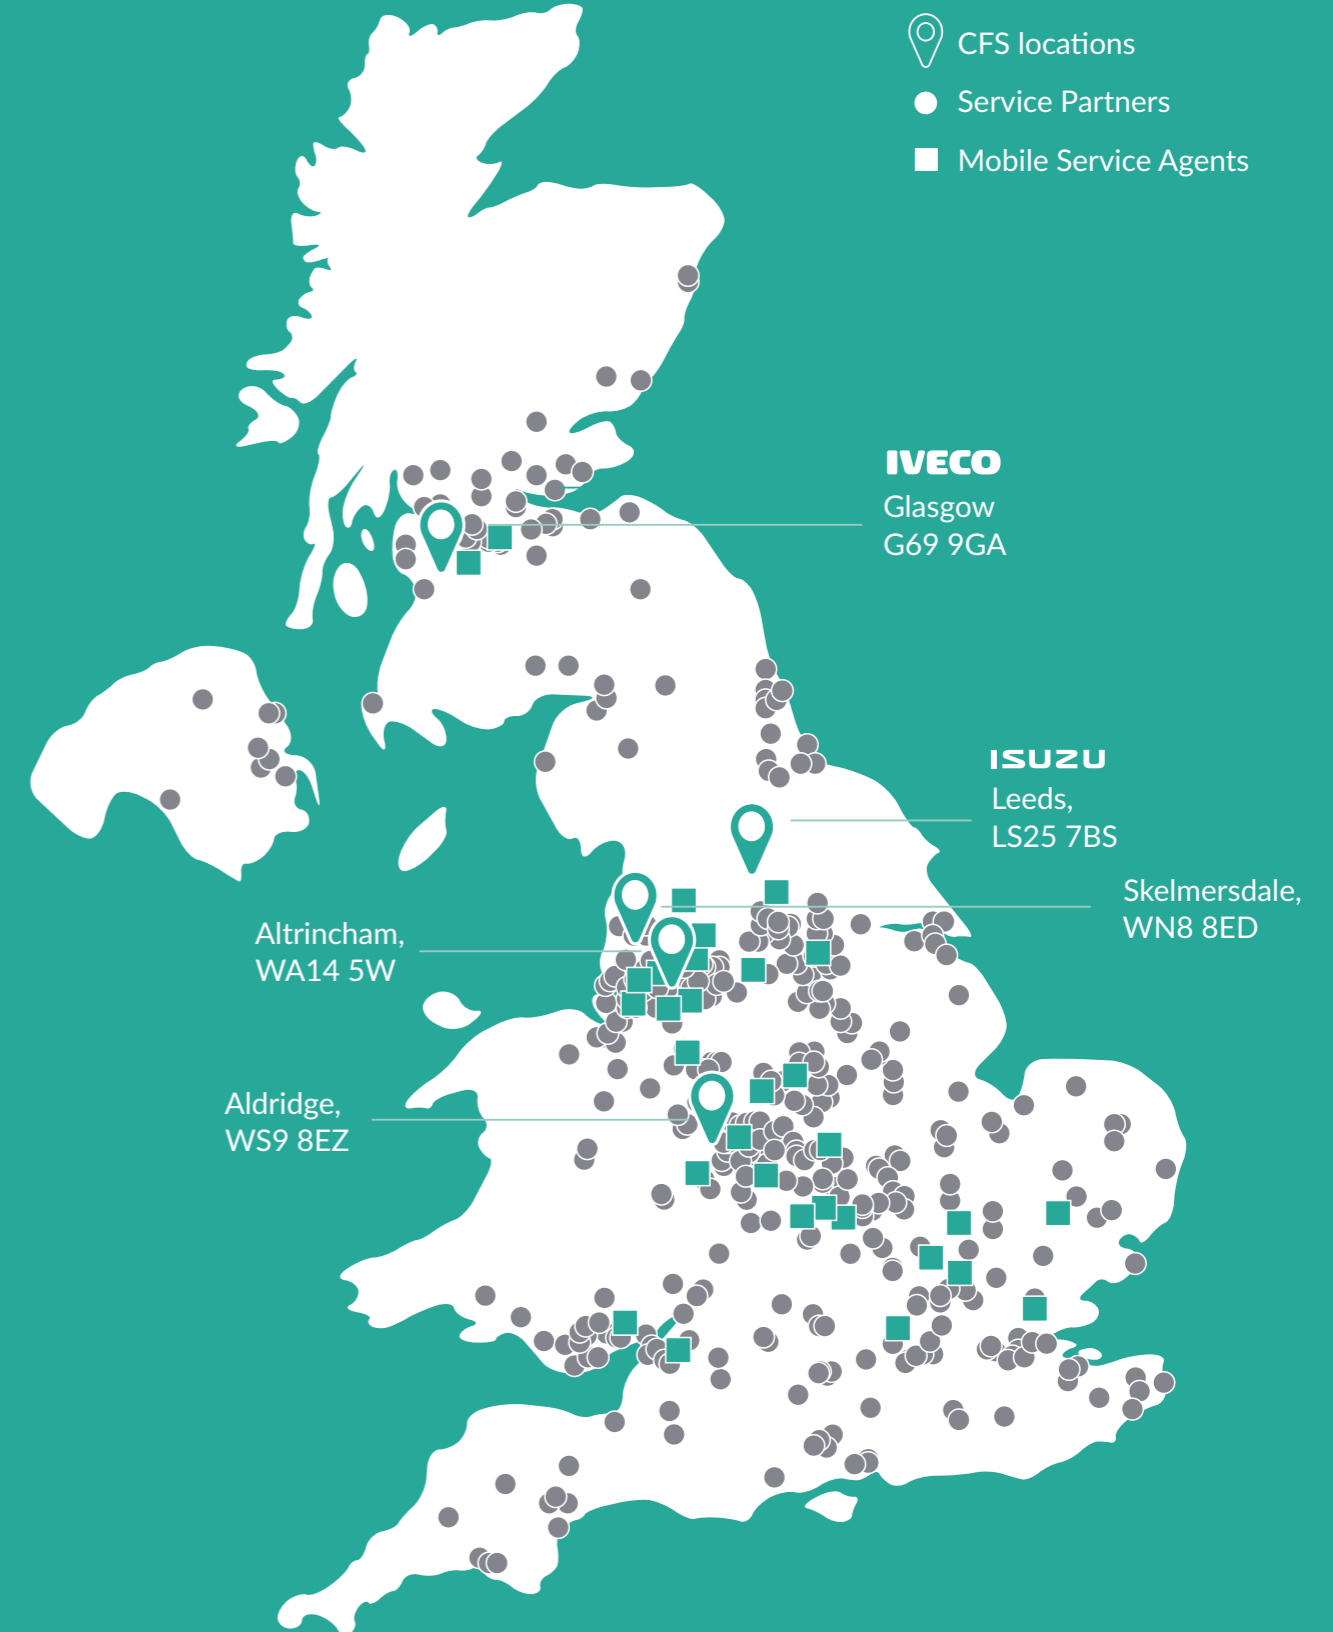 CFS locations
Service Partners
Mobile Service Agents
IVECO
Glasgow
G69 9GA
ISUZU
Leeds,
LS25 7BS
Skelmersdale,
WN8 8ED
Altrincham,
WA14 5W
Aldridge,
WS9 8EZ